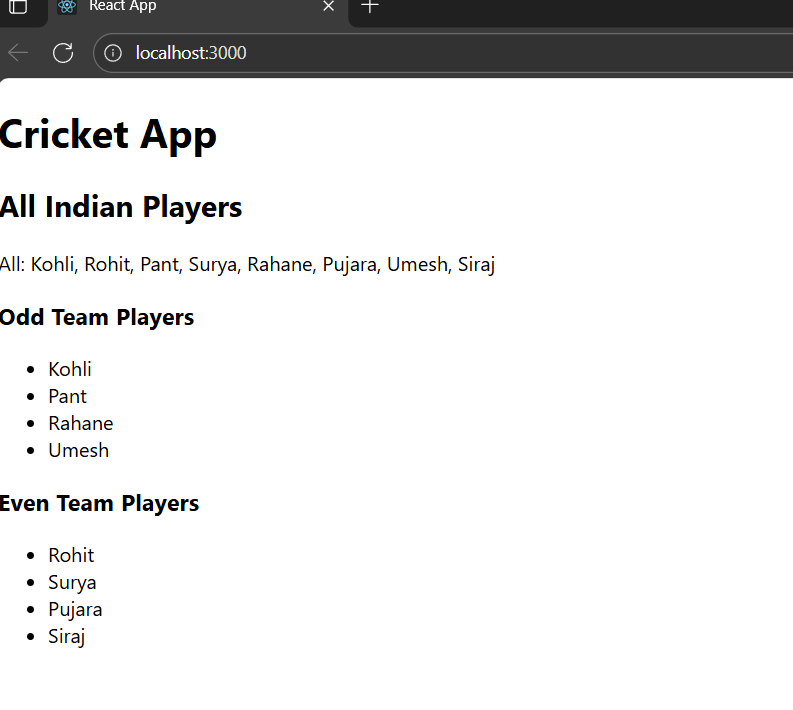 React App
localhost:3000
Cricket App
All Indian Players
All: Kohli, Rohit, Pant, Surya, Rahane, Pujara, Umesh, Siraj
Odd Team Players
Kohli
Pant
Rahane
Umesh
Even Team Players
Rohit
Surya
Pujara
Siraj